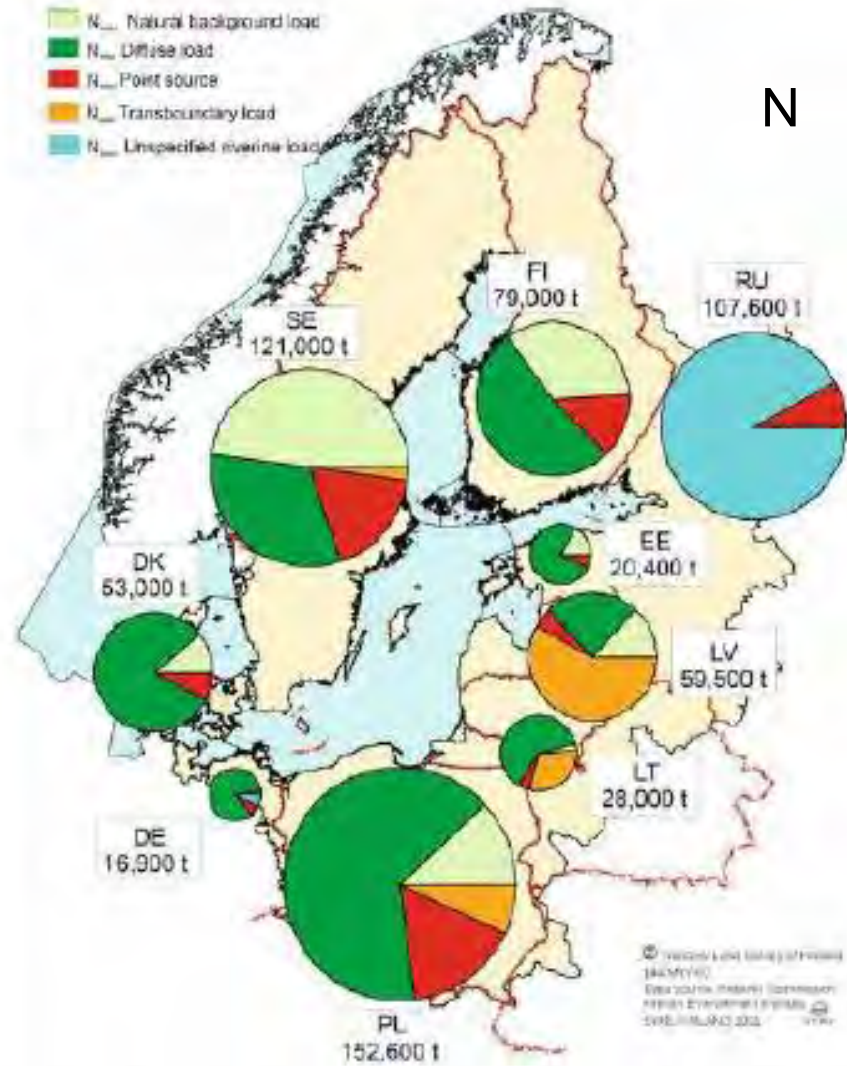 Natural background load
Diffuse load
Point source
Transboundary load
Unspecified riverine load
N
FI
79,000 t
RU
107,600 t
SE
121,000 t
EE
20,400 t
DK
53,000 t
LV
59,500 t
LT
28,000 t
DE
16,900 t
PL
152,600 t